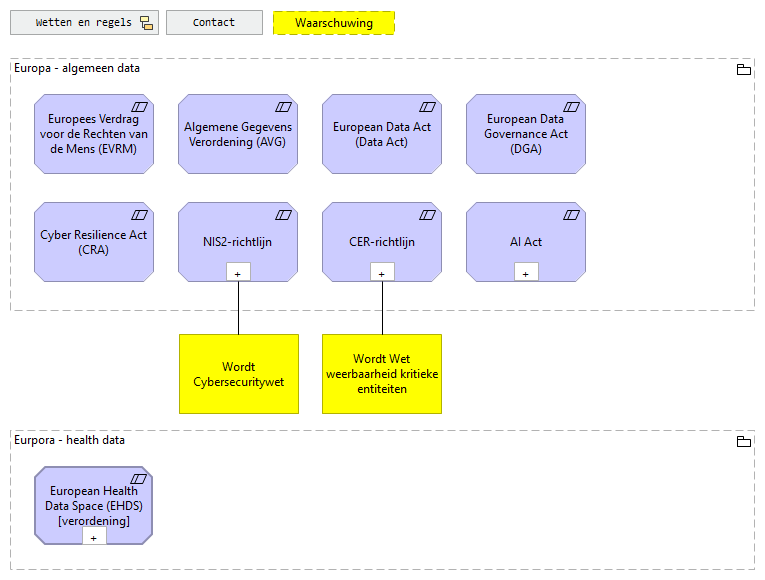 Wetten en regels
Contact
Waarschuwing
Europa - algemeen data
Europees Verdrag
voor de Rechten van
de Mens (EVRM)
Algemene Gegevens
Verordening (AVG)
European Data Act
(Data Act)
European Data
Governance Act
(DGA)
Cyber Resilience Act
(CRA)
NIS2-richtlijn
+
CER-richtlijn
+
AI Act
+
Wordt
Cybersecuritywet
Wordt Wet
weerbaarheid kritieke
entiteiten
Eurpora - health data
European Health
Data Space (EHDS)
[verordening]
+